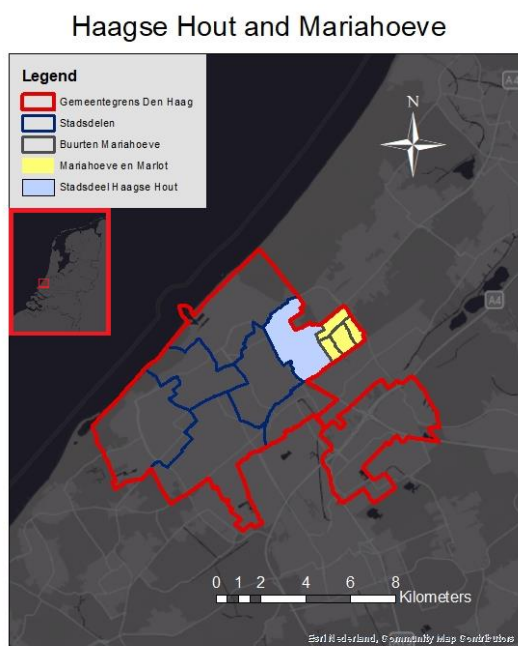 Haagse Hout and Mariahoeve
Legend
Gemeentegrens Den Haag
Stadsdelen
Buurten Mariahoeve
Mariahoeve en Marlot
Stadsdeel Haagse Hout
N
A4
A4
0 1 2 4 6 8
Kilometers
Esri Nederland, Community Map Contributors